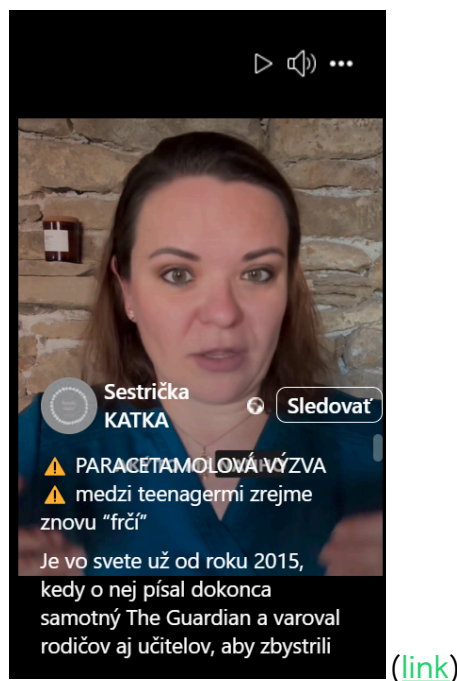 Sestrička
KATKA
Sledovať
⚠ PARACETAMOLOVÁ VÝZVA
⚠ medzi teenagermi zrejme
znovu “frčí”
Je vo svete už od roku 2015,
kedy o nej písal dokonca
samotný The Guardian a varoval
rodičov aj učitelov, aby zbystrili
(link)